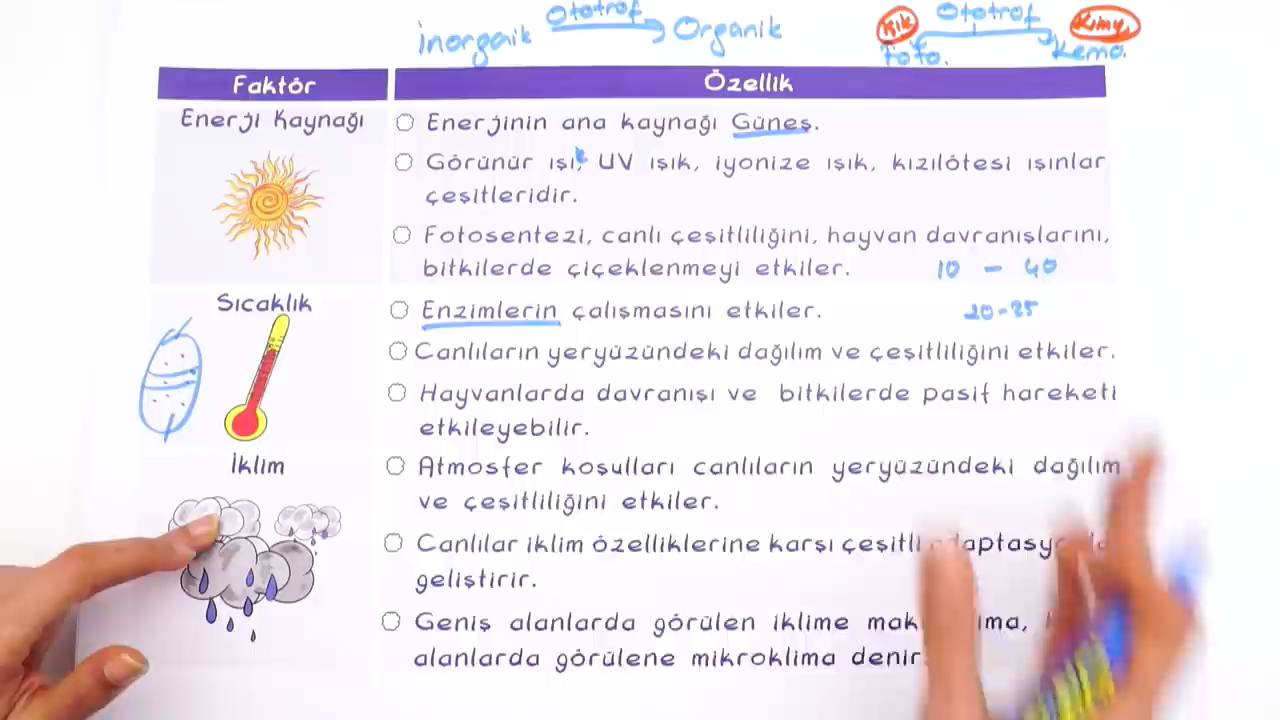 inorgaik Ototrof Organik
Işık Ototrof Kimy.
Foto. Kemo.
Faktör Özellik
Enerji Kaynağı
Enerjinin ana kaynağı Güneş.
Görünür ışık, UV ışık, iyonize ışık, kızılötesi ışınlar
çeşitleridir.
Fotosentezi, canlı çeşitliliğini, hayvan davranışlarını,
bitkilerde çiçeklenmeyi etkiler. 10 - 40
Sıcaklık
Enzimlerin çalışmasını etkiler. 20-25
Canlıların yeryüzündeki dağılım ve çeşitliliğini etkiler.
Hayvanlarda davranışı ve bitkilerde pasif hareketi
etkileyebilir.
İklim
Atmosfer koşulları canlıların yeryüzündeki dağılım
ve çeşitliliğini etkiler.
Canlılar iklim özelliklerine karşı çeşitli
geliştirir.
Geniş alanlarda görülen iklime
alanlarda görülene mikroklima denir.